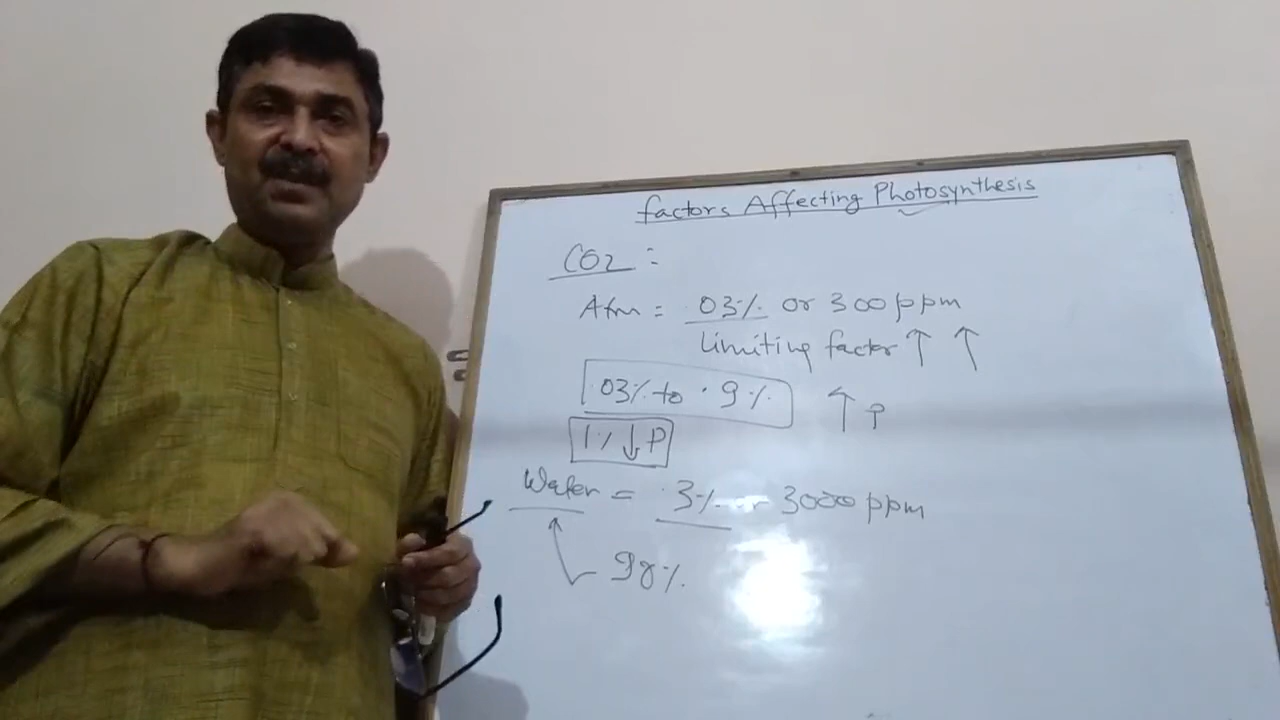 factors Affecting Photosynthesis
CO2 :
Atm = .03% or 300 ppm
Limiting factor ↑ ↑
.03% to .9% ↑ P
1% ↓ P
Water = .3% or 3000 ppm
98%